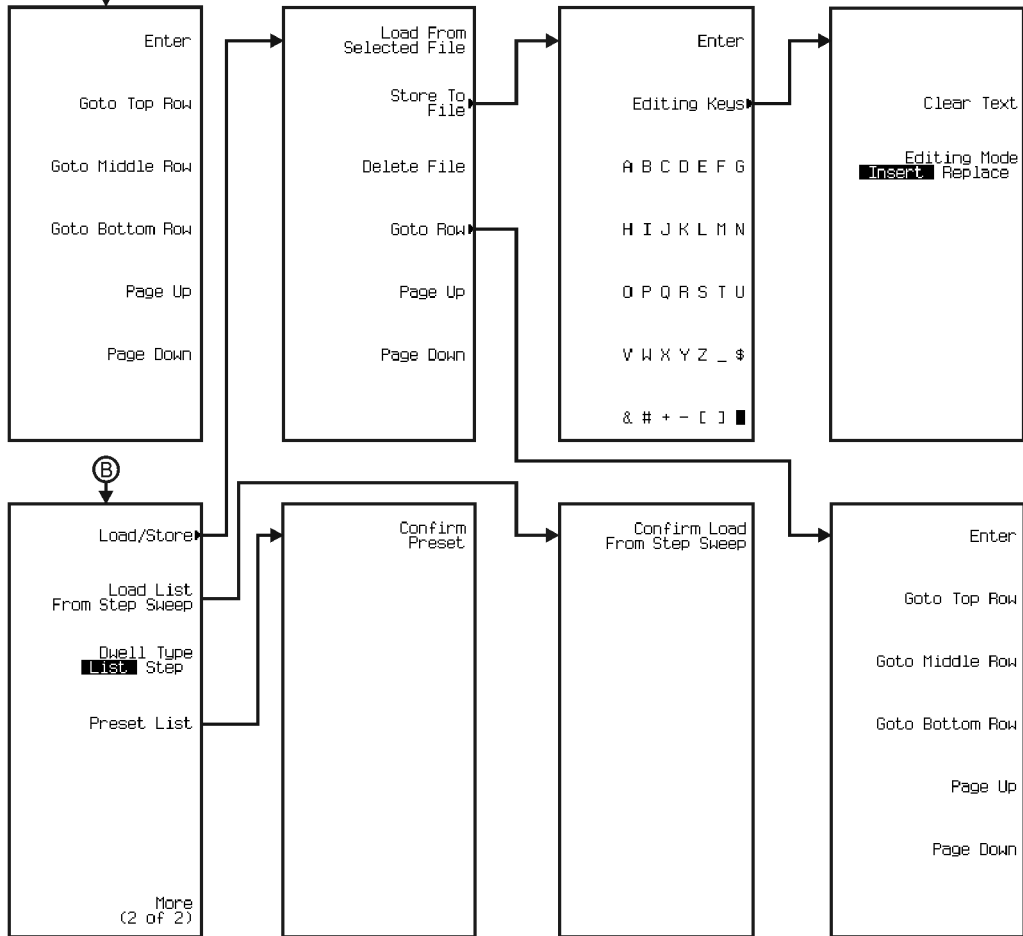 Enter
Goto Top Row
Goto Middle Row
Goto Bottom Row
Page Up
Page Down
Load From
Selected File
Store To
File
Delete File
Goto Row
Page Up
Page Down
Enter
Editing Keys
A B C D E F G
H I J K L M N
O P Q R S T U
V W X Y Z _ $
& # + - [ ]
Clear Text
Editing Mode
Insert Replace
B
Load/Store
Load List
From Step Sweep
Dwell Type
List Step
Preset List
More
(2 of 2)
Confirm
Preset
Confirm Load
From Step Sweep
Enter
Goto Top Row
Goto Middle Row
Goto Bottom Row
Page Up
Page Down